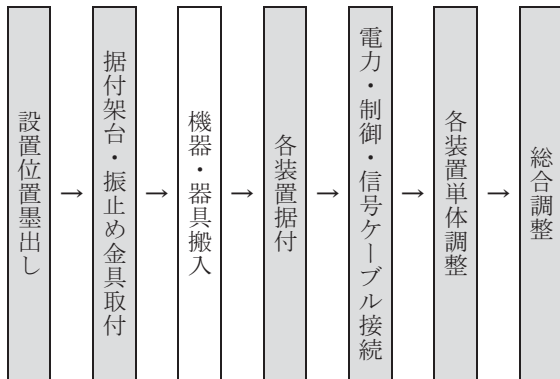 設置位置墨出し
→
据付架台・振止め金具取付
→
機器・器具搬入
→
各装置据付
→
電力・制御・信号ケーブル接続
→
各装置単体調整
→
総合調整